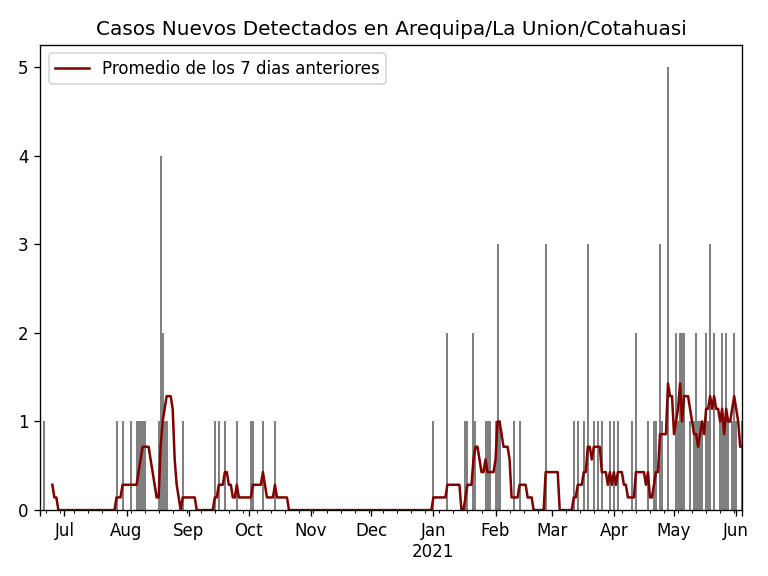 Casos Nuevos Detectados en Arequipa/La Union/Cotahuasi
Promedio de los 7 dias anteriores
5
4
3
2
1
0
Jul Aug Sep Oct Nov Dec Jan Feb Mar Apr May Jun
2021